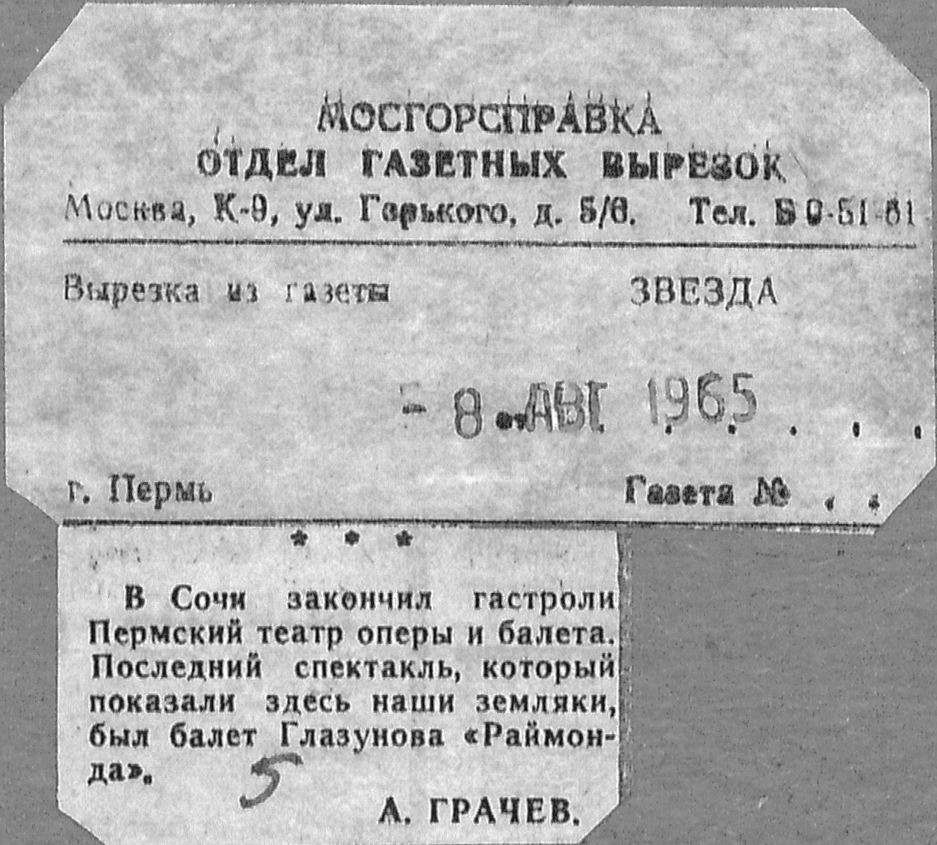 МОСГОРСПРАВКА
ОТДЕЛ ГАЗЕТНЫХ ВЫРЕЗОК
Москва, К-9, ул. Горького, д. 5/6. Тел. Б 9-51-61
Вырезка из газеты ЗВЕЗДА
- 8 АВГ 1965 . . .
г. Пермь Газета № . .
* * *
В Сочи закончил гастроли
Пермский театр оперы и балета.
Последний спектакль, который
показали здесь наши земляки,
был балет Глазунова «Раймон-
да».
5
А. ГРАЧЕВ.